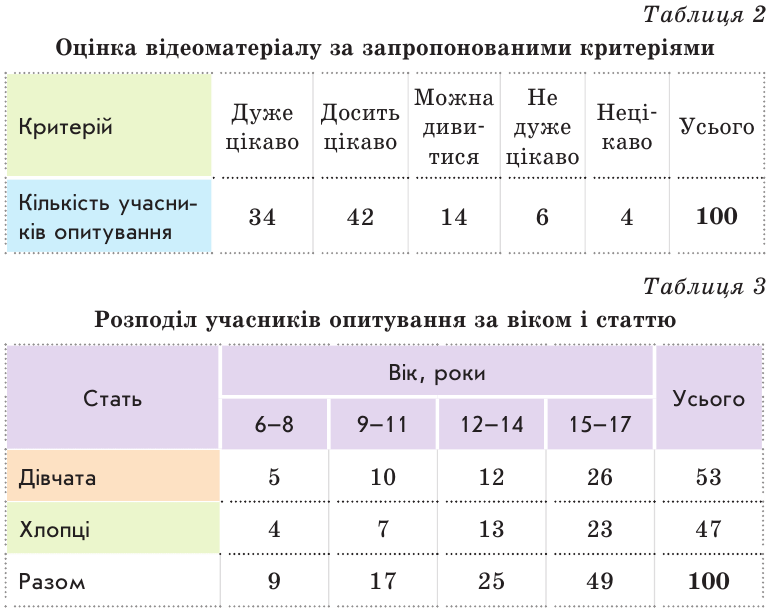 Таблиця 2
Оцінка відеоматеріалу за запропонованими критеріями
Критерій
Дуже
цікаво
Досить
цікаво
Можна
диви-
тися
Не
дуже
цікаво
Неці-
каво
Усього
Кількість учасни-
ків опитування
34 42 14 6 4 100
Таблиця 3
Розподіл учасників опитування за віком і статтю
Стать
Вік, роки
Усього
6–8 9–11 12–14 15–17
Дівчата 5 10 12 26 53
Хлопці 4 7 13 23 47
Разом 9 17 25 49 100